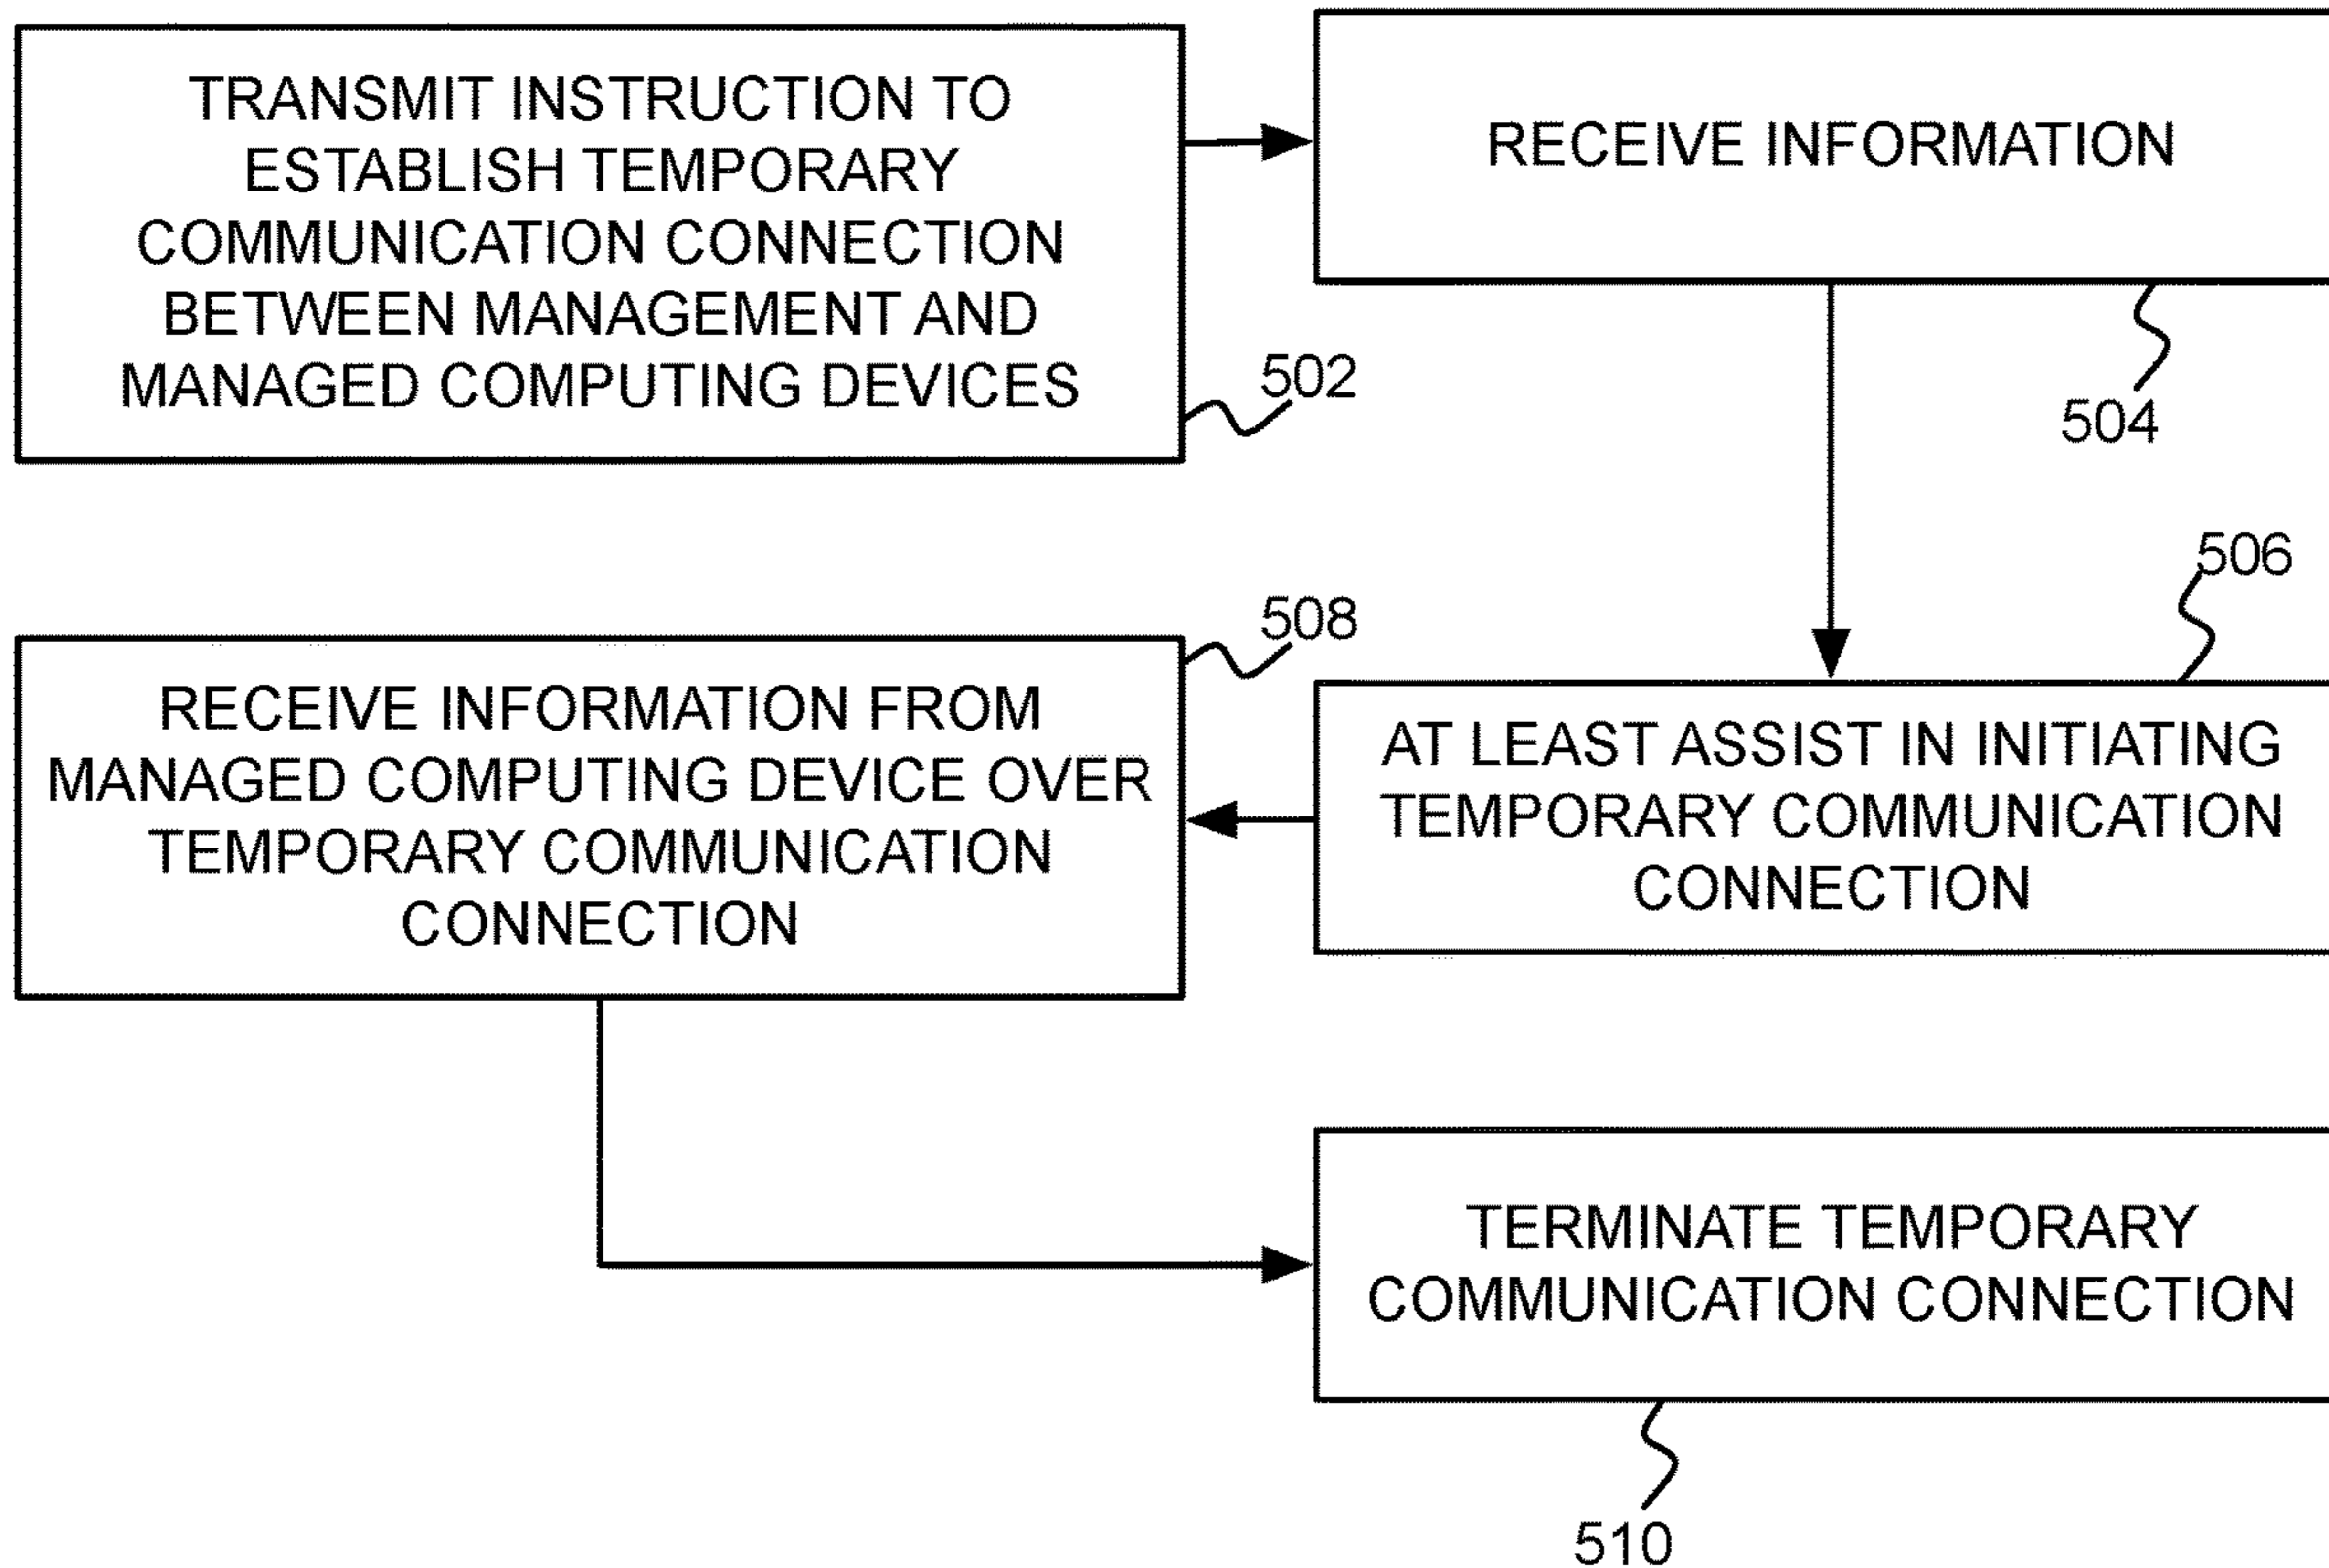 TRANSMIT INSTRUCTION TO
ESTABLISH TEMPORARY
COMMUNICATION CONNECTION
BETWEEN MANAGEMENT AND
MANAGED COMPUTING DEVICES
502
RECEIVE INFORMATION
504
506
AT LEAST ASSIST IN INITIATING
TEMPORARY COMMUNICATION
CONNECTION
508
RECEIVE INFORMATION FROM
MANAGED COMPUTING DEVICE OVER
TEMPORARY COMMUNICATION
CONNECTION
TERMINATE TEMPORARY
COMMUNICATION CONNECTION
510